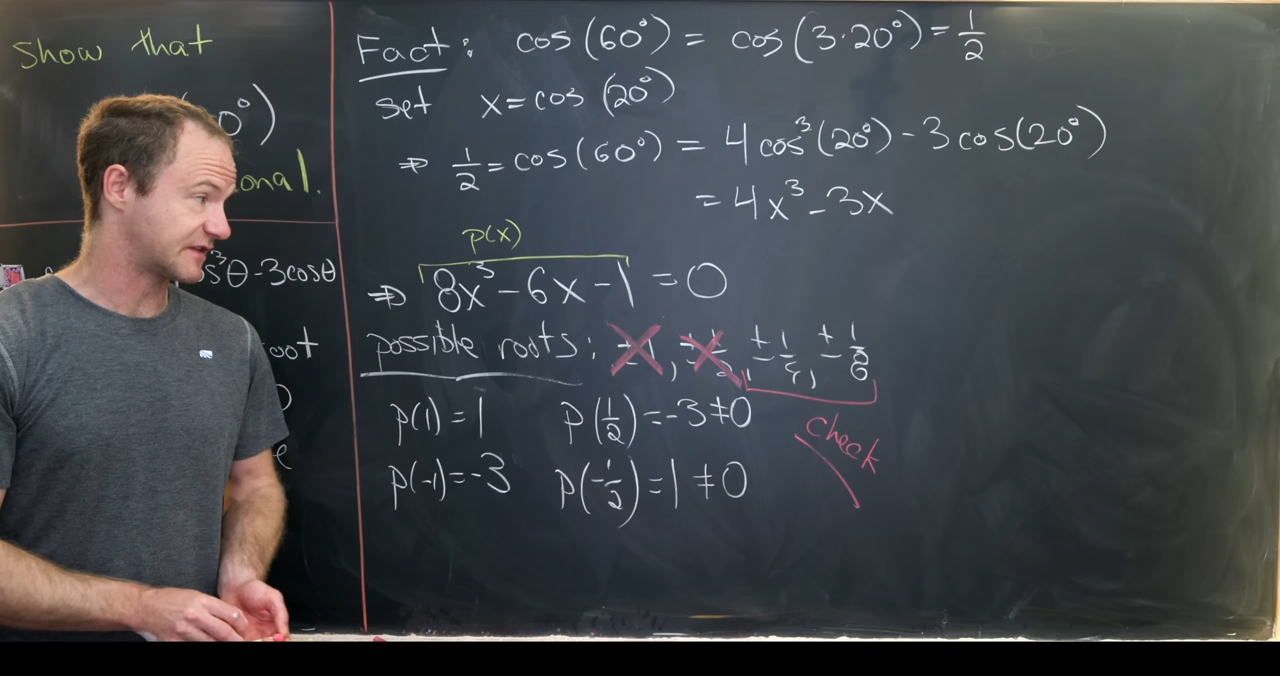 Show that
0°)
onal.
s³θ-3cosθ
oot
Fact: cos(60°) = cos(3·20°) = 1/2
Set x = cos(20°)
⇒ 1/2 = cos(60°) = 4cos³(20°) - 3cos(20°)
= 4x³ - 3x
p(x)
⇒ 8x³ - 6x - 1 = 0
possible roots: ±1, ±1/2, ±1/4, ±1/8
p(1) = 1 p(1/2) = -3 ≠ 0
p(-1) = -3 p(-1/2) = 1 ≠ 0
check